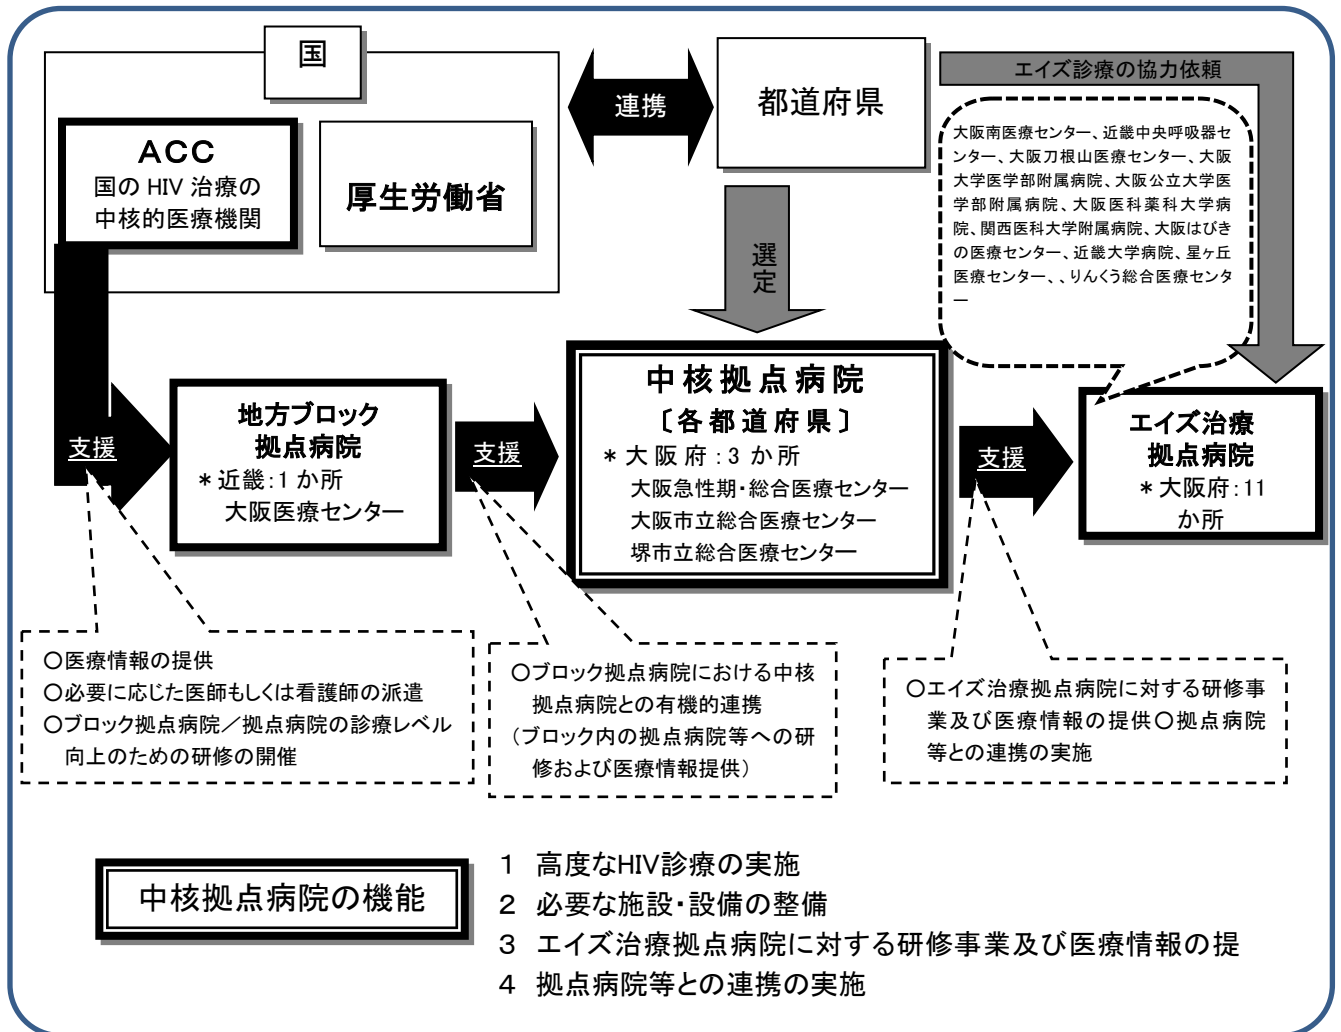 国
ACC
国の HIV 治療の
中核的医療機関
厚生労働省
連携
都道府県
エイズ診療の協力依頼
大阪南医療センター、近畿中央呼吸器セ
ンター、大阪刀根山医療センター、大阪
大学医学部附属病院、大阪公立大学医
学部附属病院、大阪医科薬科大学病
院、関西医科大学附属病院、大阪はびき
の医療センター、近畿大学病院、星ヶ丘
医療センター、、りんくう総合医療センタ
ー
選定
支援
地方ブロック
拠点病院
＊近畿：1 か所
大阪医療センター
支援
中核拠点病院
〔各都道府県〕
＊大阪府：3 か所
大阪急性期・総合医療センター
大阪市立総合医療センター
堺市立総合医療センター
支援
エイズ治療
拠点病院
＊大阪府：11
か所
○医療情報の提供
○必要に応じた医師もしくは看護師の派遣
○ブロック拠点病院／拠点病院の診療レベル
向上のための研修の開催
○ブロック拠点病院における中核
拠点病院との有機的連携
（ブロック内の拠点病院等への研
修および医療情報提供）
○エイズ治療拠点病院に対する研修事
業及び医療情報の提供○拠点病院
等との連携の実施
中核拠点病院の機能
1 高度なHIV診療の実施
2 必要な施設・設備の整備
3 エイズ治療拠点病院に対する研修事業及び医療情報の提
4 拠点病院等との連携の実施